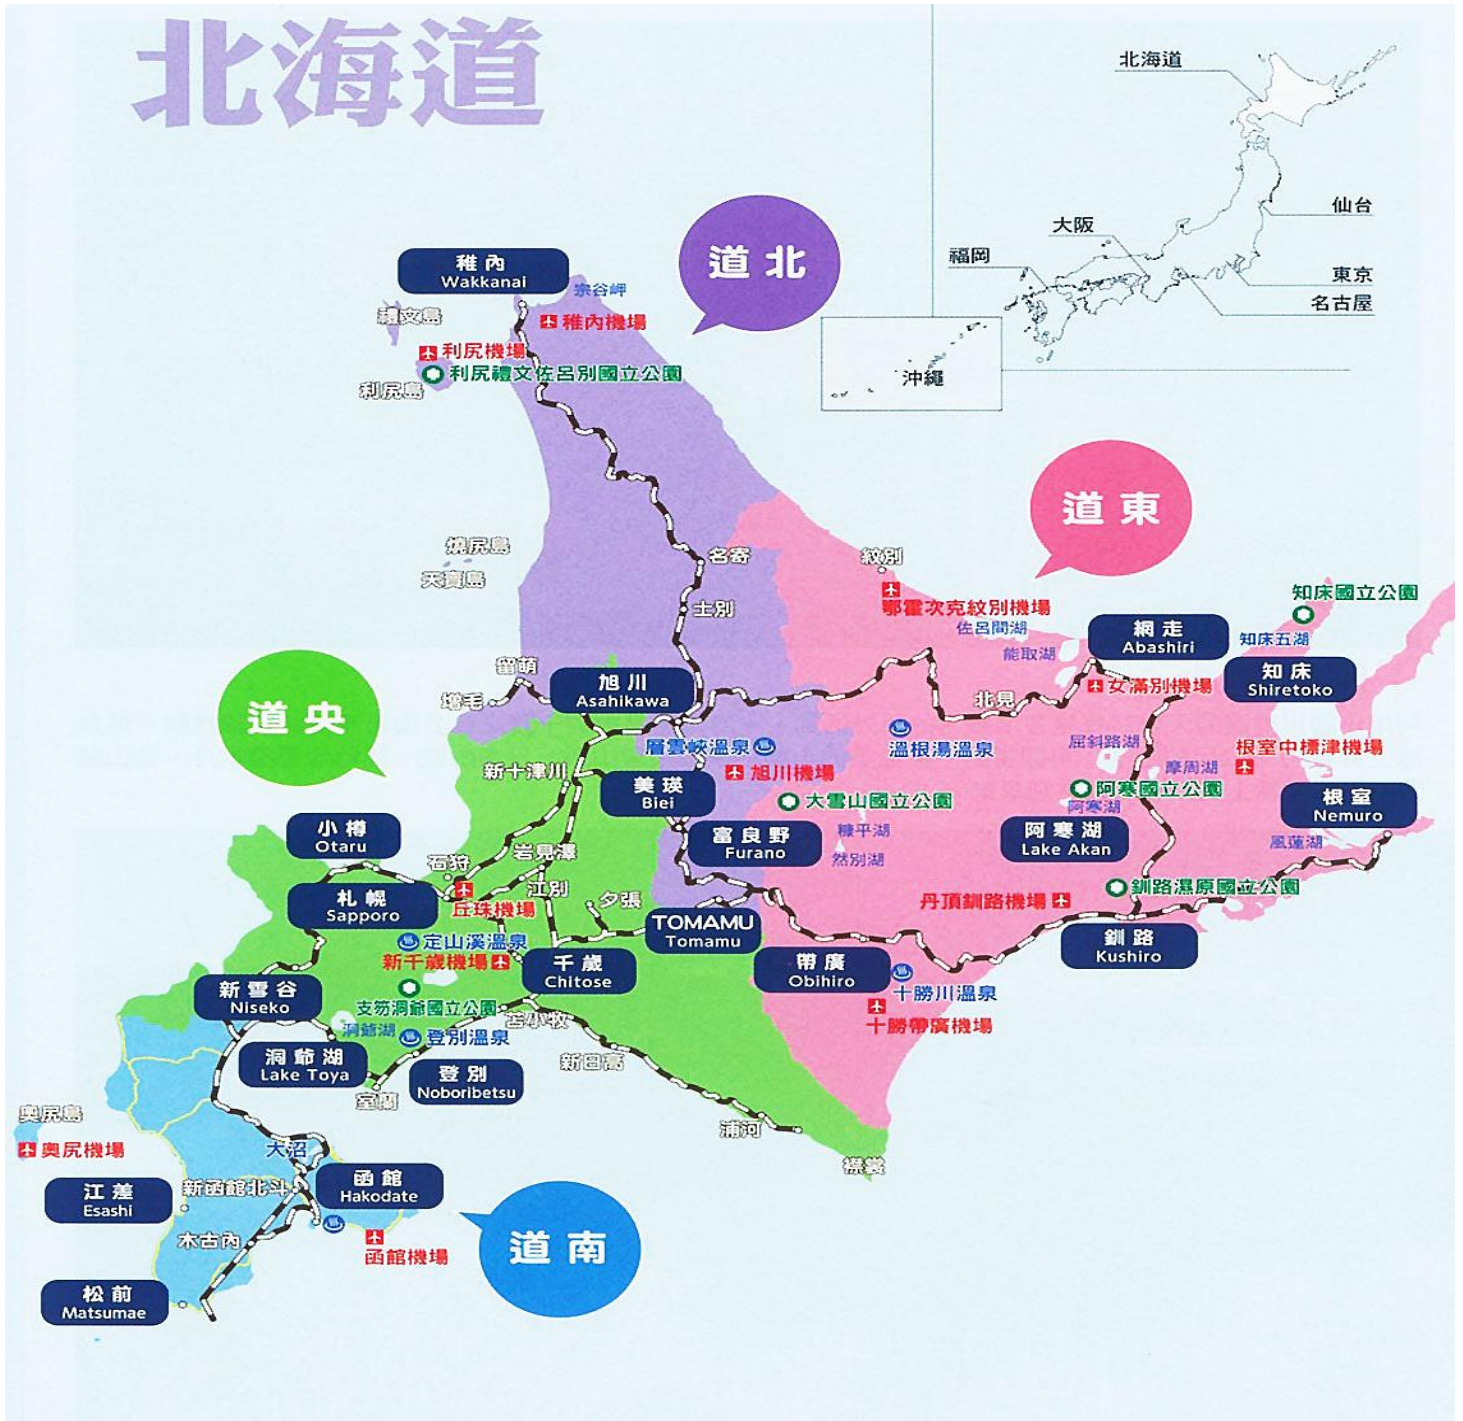 北海道
北海道
仙台
大阪
福岡
東京
名古屋
沖繩
道北
稚內
Wakkanai
宗谷岬
禮文島
稚內機場
利尻機場
利尻禮文佐呂別國立公園
利尻島
道東
燒尻島
天賣島
名寄
紋別
士別
鄂霍次克紋別機場
佐呂間湖
能取湖
知床國立公園
網走
Abashiri
知床五湖
知床
Shiretoko
女滿別機場
北見
留萌
增毛
旭川
Asahikawa
道央
層雲峽溫泉
旭川機場
溫根湯溫泉
屈斜路湖
摩周湖
根室中標津機場
新十津川
美瑛
Biei
大雪山國立公園
阿寒國立公園
阿寒湖
根室
Nemuro
小樽
Otaru
富良野
Furano
糠平湖
然別湖
阿寒湖
Lake Akan
風蓮湖
石狩
岩見澤
江別
夕張
札幌
Sapporo
丘珠機場
釧路濕原國立公園
丹頂釧路機場
TOMAMU
Tomamu
定山溪溫泉
新千歲機場
千歲
Chitose
帶廣
Obihiro
釧路
Kushiro
新雪谷
Niseko
支笏洞爺國立公園
十勝川溫泉
十勝帶廣機場
洞爺湖
登別溫泉
苫小牧
洞爺湖
Lake Toya
登別
Noboribetsu
新日高
室蘭
浦河
襟裳
奧尻島
奧尻機場
大沼
函館
Hakodate
新函館北斗
江差
Esashi
木古內
函館機場
道南
松前
Matsumae